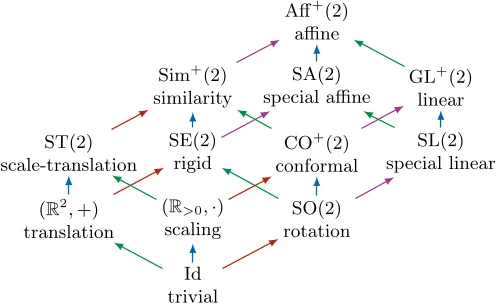 Aff⁺(2)
affine
Sim⁺(2)
similarity
SA(2)
special affine
GL⁺(2)
linear
ST(2)
scale-translation
SE(2)
rigid
CO⁺(2)
conformal
SL(2)
special linear
(ℝ², +)
translation
(ℝ>0, ·)
scaling
SO(2)
rotation
Id
trivial